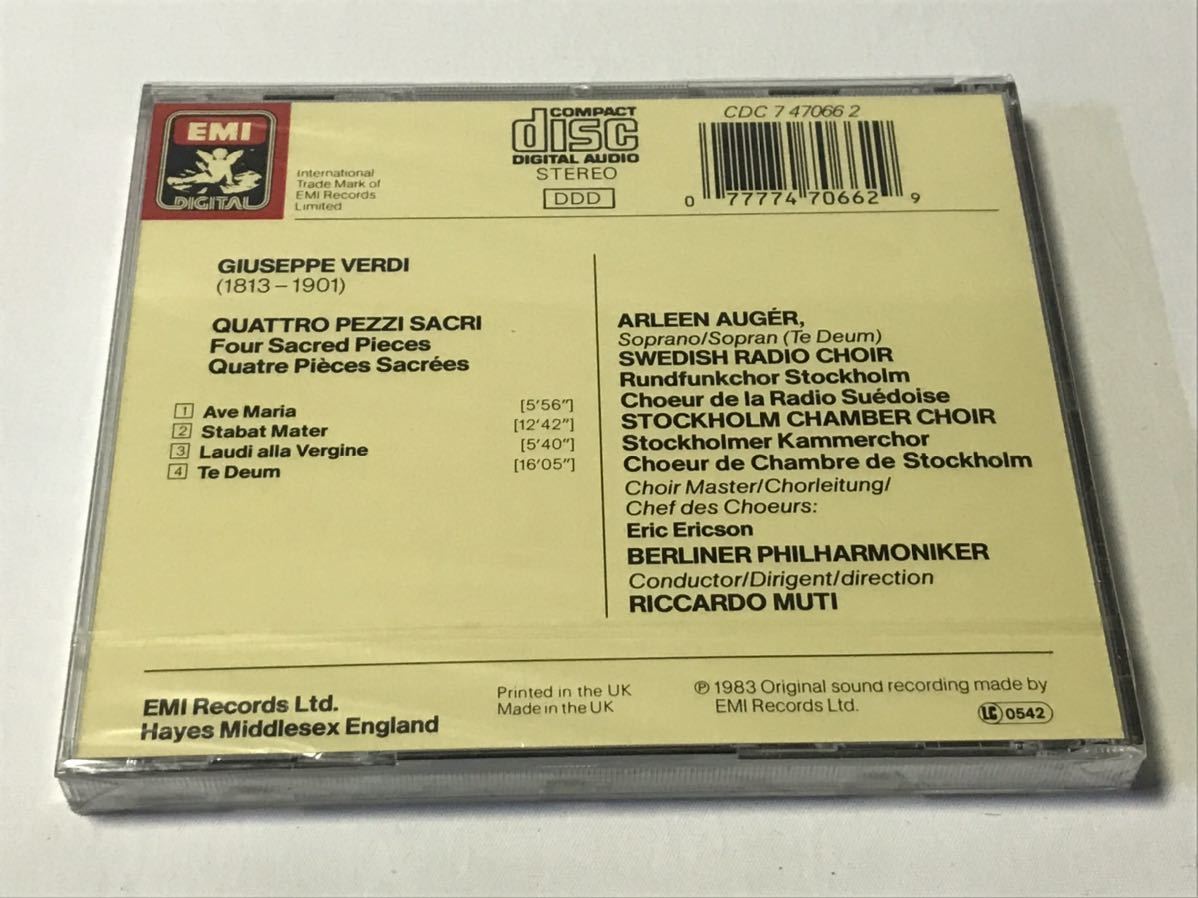 EMI
DIGITAL
International
Trade Mark of
EMI Records
Limited
COMPACT
disc
DIGITAL AUDIO
STEREO
DDD
CDC 7 47066 2
0 77774 70662 9
GIUSEPPE VERDI
(1813–1901)
QUATTRO PEZZI SACRI
Four Sacred Pieces
Quatre Pièces Sacrées
1 Ave Maria [5'56"]
2 Stabat Mater [12'42"]
3 Laudi alla Vergine [5'40"]
4 Te Deum [16'05"]
ARLEEN AUGÉR,
Soprano/Sopran (Te Deum)
SWEDISH RADIO CHOIR
Rundfunkchor Stockholm
Choeur de la Radio Suédoise
STOCKHOLM CHAMBER CHOIR
Stockholmer Kammerchor
Choeur de Chambre de Stockholm
Choir Master/Chorleitung/
Chef des Choeurs:
Eric Ericson
BERLINER PHILHARMONIKER
Conductor/Dirigent/direction
RICCARDO MUTI
EMI Records Ltd.
Hayes Middlesex England
Printed in the UK
Made in the UK
℗ 1983 Original sound recording made by
EMI Records Ltd.
LC 0542